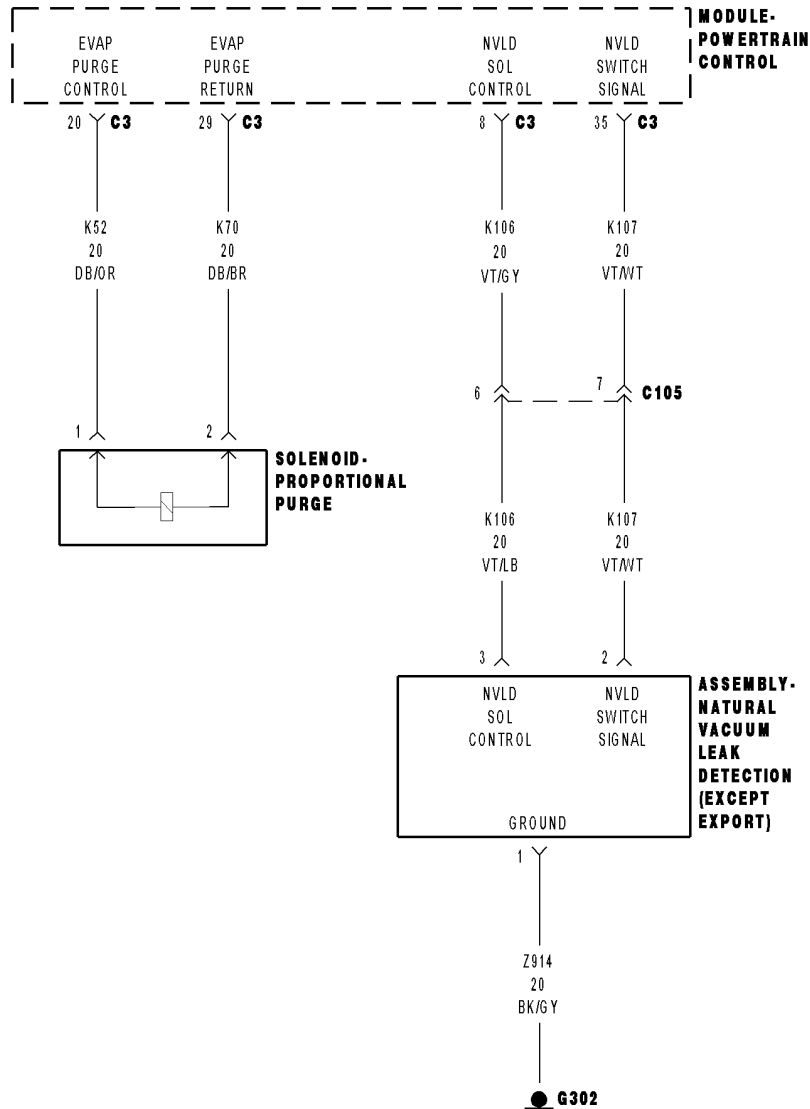 MODULE-
POWERTRAIN
CONTROL
EVAP
PURGE
CONTROL
EVAP
PURGE
RETURN
NVLD
SOL
CONTROL
NVLD
SWITCH
SIGNAL
20 C3
29 C3
8 C3
35 C3
K52
20
DB/OR
K70
20
DB/BR
K106
20
VT/GY
K107
20
VT/WT
6
7
C105
1
2
SOLENOID-
PROPORTIONAL
PURGE
K106
20
VT/LB
K107
20
VT/WT
3
2
NVLD
SOL
CONTROL
NVLD
SWITCH
SIGNAL
GROUND
ASSEMBLY-
NATURAL
VACUUM
LEAK
DETECTION
(EXCEPT
EXPORT)
1
Z914
20
BK/GY
G302